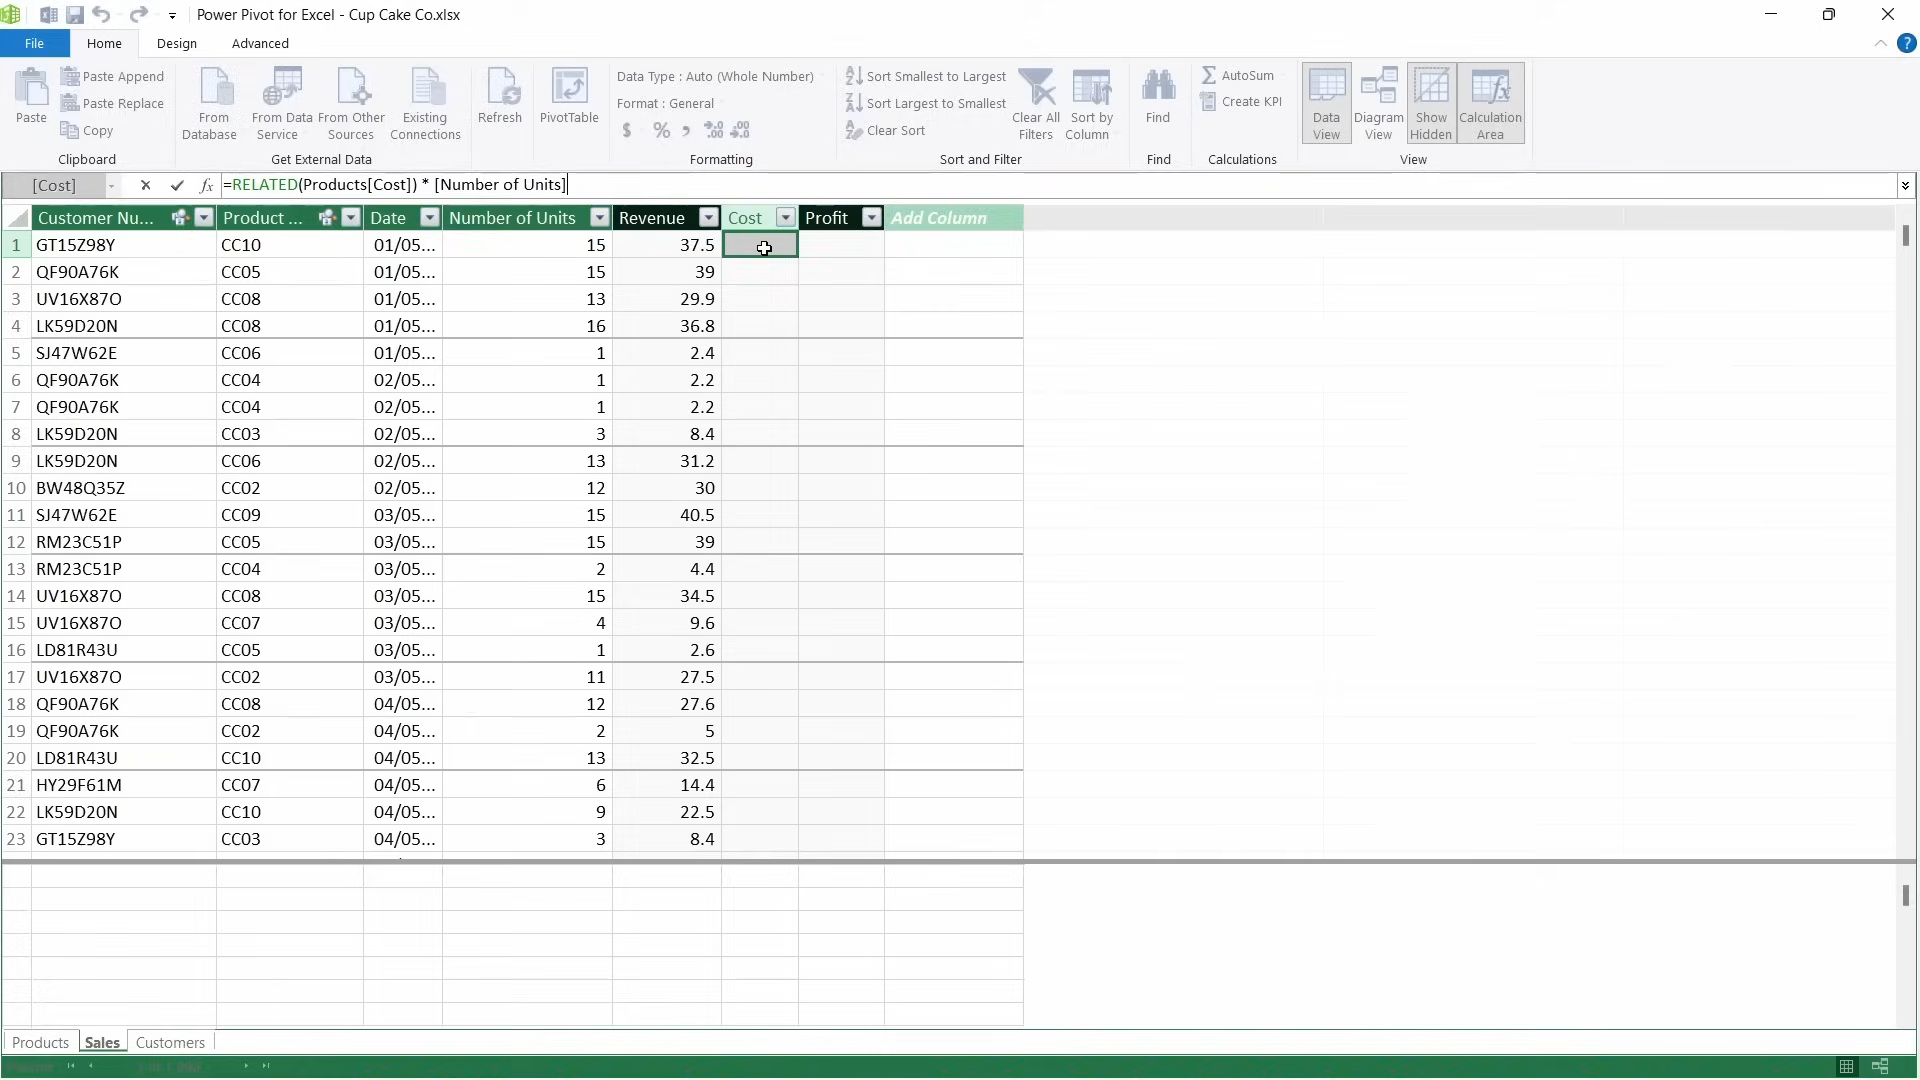 Power Pivot for Excel - Cup Cake Co.xlsx
File Home Design Advanced
Paste
Paste Append
Paste Replace
Copy
Clipboard
From Database
From Data Service
From Other Sources
Existing Connections
Get External Data
Refresh
PivotTable
Data Type : Auto (Whole Number)
Format : General
$ % ,
Formatting
Sort Smallest to Largest
Sort Largest to Smallest
Clear Sort
Clear All Filters
Sort by Column
Sort and Filter
Find
Find
AutoSum
Create KPI
Calculations
Data View
Diagram View
Show Hidden
Calculation Area
View
[Cost] fx =RELATED(Products[Cost]) * [Number of Units]
Customer Nu... Product ... Date Number of Units Revenue Cost Profit Add Column
1 GT15Z98Y CC10 01/05... 15 37.5
2 QF90A76K CC05 01/05... 15 39
3 UV16X87O CC08 01/05... 13 29.9
4 LK59D20N CC08 01/05... 16 36.8
5 SJ47W62E CC06 01/05... 1 2.4
6 QF90A76K CC04 02/05... 1 2.2
7 QF90A76K CC04 02/05... 1 2.2
8 LK59D20N CC03 02/05... 3 8.4
9 LK59D20N CC06 02/05... 13 31.2
10 BW48Q35Z CC02 02/05... 12 30
11 SJ47W62E CC09 03/05... 15 40.5
12 RM23C51P CC05 03/05... 15 39
13 RM23C51P CC04 03/05... 2 4.4
14 UV16X87O CC08 03/05... 15 34.5
15 UV16X87O CC07 03/05... 4 9.6
16 LD81R43U CC05 03/05... 1 2.6
17 UV16X87O CC02 03/05... 11 27.5
18 QF90A76K CC08 04/05... 12 27.6
19 QF90A76K CC02 04/05... 2 5
20 LD81R43U CC10 04/05... 13 32.5
21 HY29F61M CC07 04/05... 6 14.4
22 LK59D20N CC10 04/05... 9 22.5
23 GT15Z98Y CC03 04/05... 3 8.4
Products Sales Customers